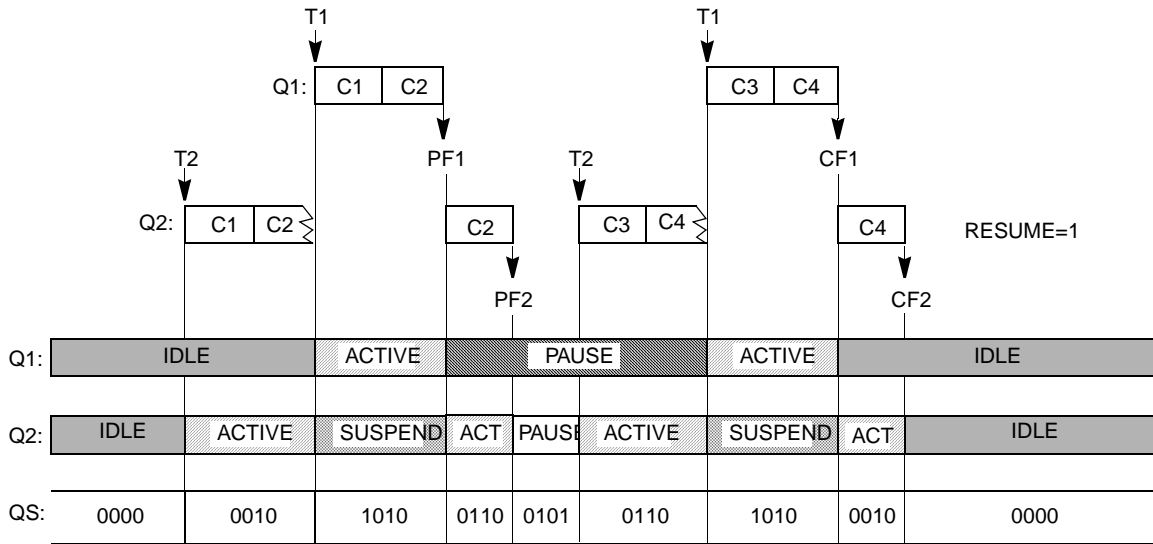 T1 T1
Q1: C1 C2 C3 C4
T2 PF1 T2 CF1
Q2: C1 C2 C2 C3 C4 C4 RESUME=1
PF2 CF2
Q1: IDLE ACTIVE PAUSE ACTIVE IDLE
Q2: IDLE ACTIVE SUSPEND ACT PAUSE ACTIVE SUSPEND ACT IDLE
QS: 0000 0010 1010 0110 0101 0110 1010 0010 0000